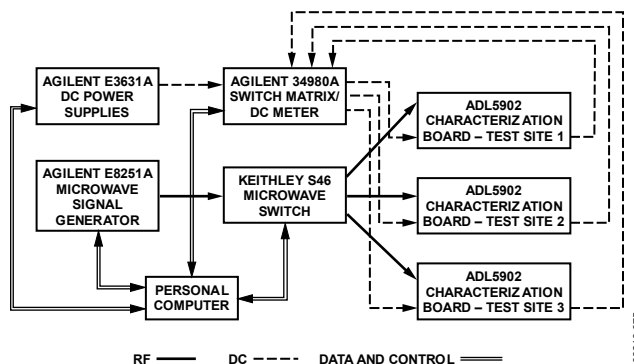 AGILENT E3631A
DC POWER
SUPPLIES
AGILENT 34980A
SWITCH MATRIX/
DC METER
ADL5902
CHARACTERIZATION
BOARD – TEST SITE 1
AGILENT E8251A
MICROWAVE
SIGNAL
GENERATOR
KEITHLEY S46
MICROWAVE
SWITCH
ADL5902
CHARACTERIZATION
BOARD – TEST SITE 2
PERSONAL
COMPUTER
ADL5902
CHARACTERIZATION
BOARD – TEST SITE 3
RF
DC
DATA AND CONTROL